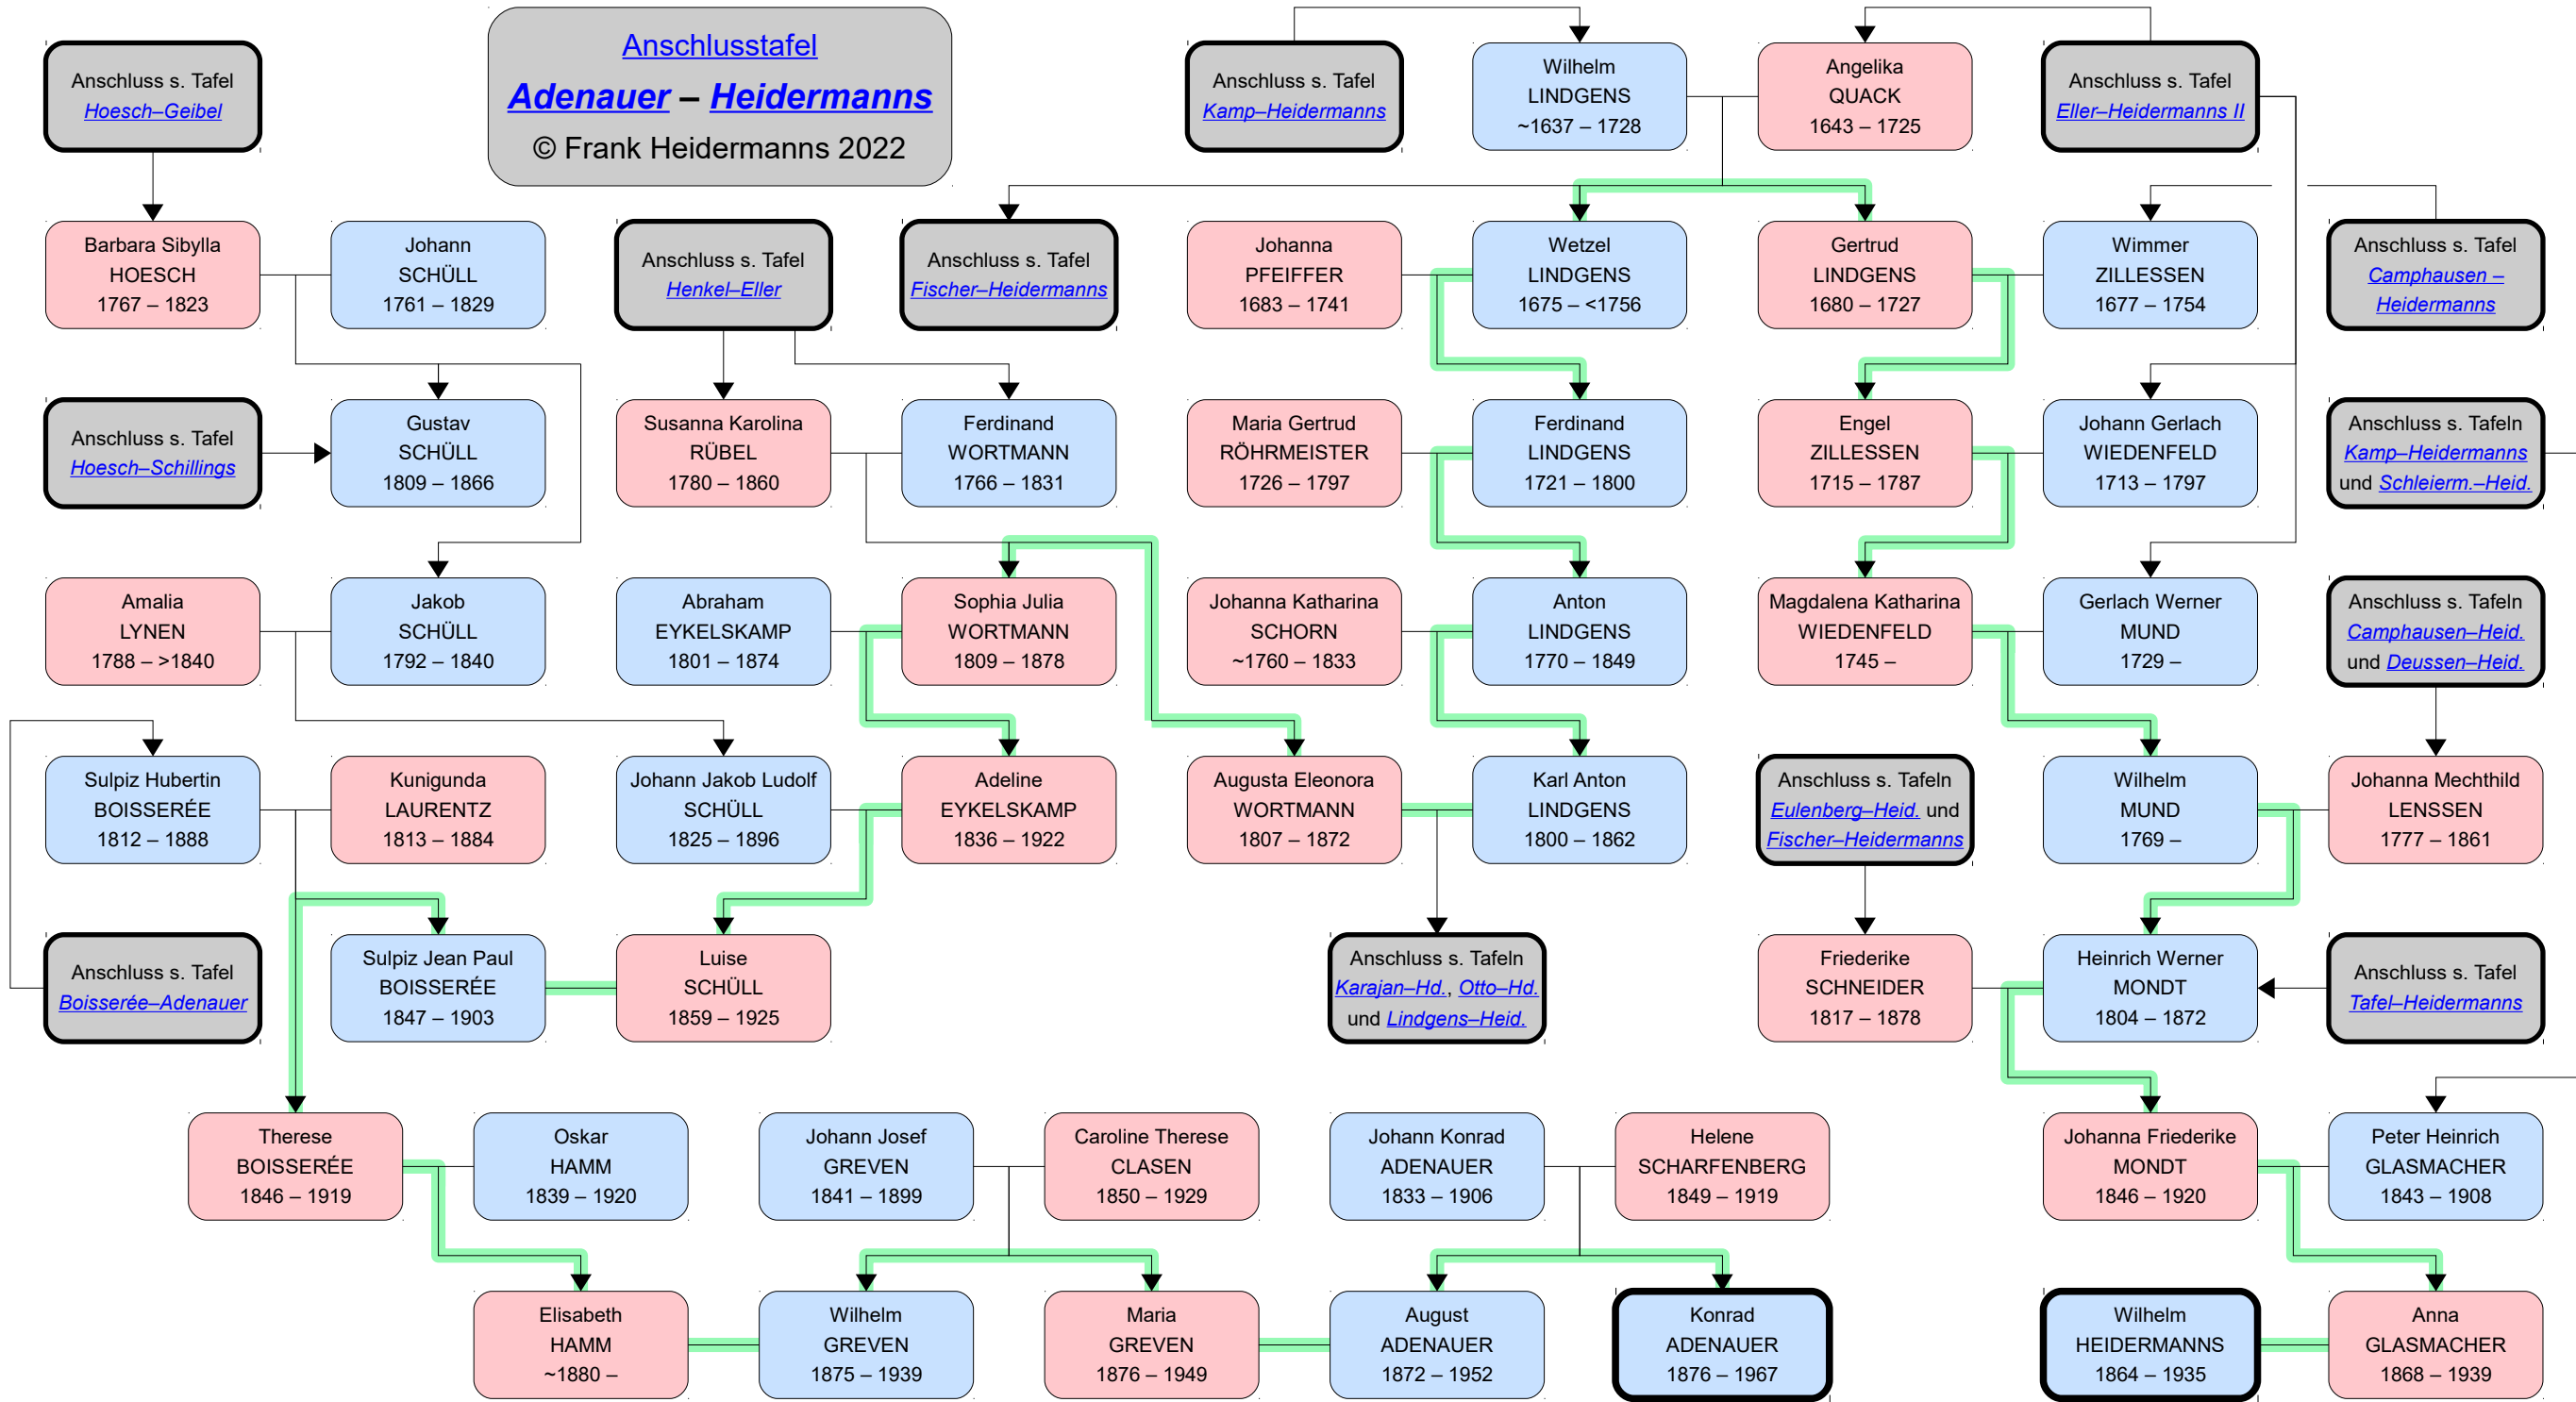 Anschlusstafel
Adenauer – Heidermanns
© Frank Heidermanns 2022
Anschluss s. Tafel
Hoesch–Geibel
Anschluss s. Tafel
Kamp–Heidermanns
Wilhelm
LINDGENS
~1637 – 1728
Angelika
QUACK
1643 – 1725
Anschluss s. Tafel
Eller–Heidermanns II
Barbara Sibylla
HOESCH
1767 – 1823
Johann
SCHÜLL
1761 – 1829
Anschluss s. Tafel
Henkel–Eller
Anschluss s. Tafel
Fischer–Heidermanns
Johanna
PFEIFFER
1683 – 1741
Wetzel
LINDGENS
1675 – <1756
Gertrud
LINDGENS
1680 – 1727
Wimmer
ZILLESSEN
1677 – 1754
Anschluss s. Tafel
Camphausen –
Heidermanns
Anschluss s. Tafel
Hoesch–Schillings
Gustav
SCHÜLL
1809 – 1866
Susanna Karolina
RÜBEL
1780 – 1860
Ferdinand
WORTMANN
1766 – 1831
Maria Gertrud
RÖHRMEISTER
1726 – 1797
Ferdinand
LINDGENS
1721 – 1800
Engel
ZILLESSEN
1715 – 1787
Johann Gerlach
WIEDENFELD
1713 – 1797
Anschluss s. Tafeln
Kamp–Heidermanns
und Schleierm.–Heid.
Amalia
LYNEN
1788 – >1840
Jakob
SCHÜLL
1792 – 1840
Abraham
EYKELSKAMP
1801 – 1874
Sophia Julia
WORTMANN
1809 – 1878
Johanna Katharina
SCHORN
~1760 – 1833
Anton
LINDGENS
1770 – 1849
Magdalena Katharina
WIEDENFELD
1745 –
Gerlach Werner
MUND
1729 –
Anschluss s. Tafeln
Camphausen–Heid.
und Deussen–Heid.
Sulpiz Hubertin
BOISSERÉE
1812 – 1888
Kunigunda
LAURENTZ
1813 – 1884
Johann Jakob Ludolf
SCHÜLL
1825 – 1896
Adeline
EYKELSKAMP
1836 – 1922
Augusta Eleonora
WORTMANN
1807 – 1872
Karl Anton
LINDGENS
1800 – 1862
Anschluss s. Tafeln
Eulenberg–Heid. und
Fischer–Heidermanns
Wilhelm
MUND
1769 –
Johanna Mechthild
LENSSEN
1777 – 1861
Anschluss s. Tafel
Boisserée–Adenauer
Sulpiz Jean Paul
BOISSERÉE
1847 – 1903
Luise
SCHÜLL
1859 – 1925
Anschluss s. Tafeln
Karajan–Hd., Otto–Hd.
und Lindgens–Heid.
Friederike
SCHNEIDER
1817 – 1878
Heinrich Werner
MONDT
1804 – 1872
Anschluss s. Tafel
Tafel–Heidermanns
Therese
BOISSERÉE
1846 – 1919
Oskar
HAMM
1839 – 1920
Johann Josef
GREVEN
1841 – 1899
Caroline Therese
CLASEN
1850 – 1929
Johann Konrad
ADENAUER
1833 – 1906
Helene
SCHARFENBERG
1849 – 1919
Johanna Friederike
MONDT
1846 – 1920
Peter Heinrich
GLASMACHER
1843 – 1908
Elisabeth
HAMM
~1880 –
Wilhelm
GREVEN
1875 – 1939
Maria
GREVEN
1876 – 1949
August
ADENAUER
1872 – 1952
Konrad
ADENAUER
1876 – 1967
Wilhelm
HEIDERMANNS
1864 – 1935
Anna
GLASMACHER
1868 – 1939